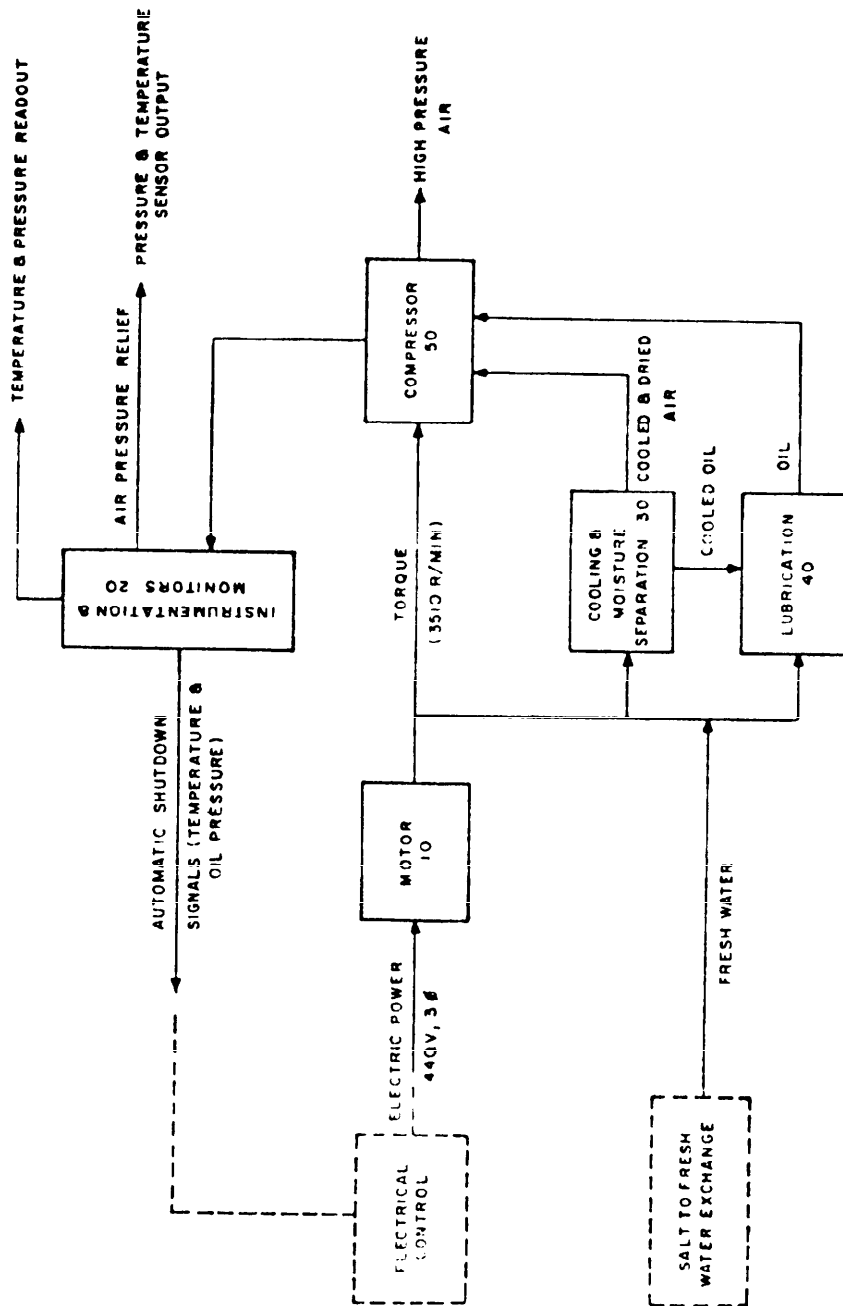 TEMPERATURE & PRESSURE READOUT
AIR PRESSURE RELIEF
PRESSURE & TEMPERATURE
SENSOR OUTPUT
INSTRUMENTATION &
MONITORS 20
AUTOMATIC SHUTDOWN
SIGNALS (TEMPERATURE &
OIL PRESSURE)
ELECTRICAL
CONTROL
ELECTRIC POWER
440V, 3Ø
MOTOR
10
TORQUE
(3510 R/MIN)
COMPRESSOR
50
HIGH PRESSURE
AIR
COOLING &
MOISTURE
SEPARATION 30
COOLED & DRIED
AIR
COOLED OIL
LUBRICATION
40
OIL
SALT TO FRESH
WATER EXCHANGE
FRESH WATER